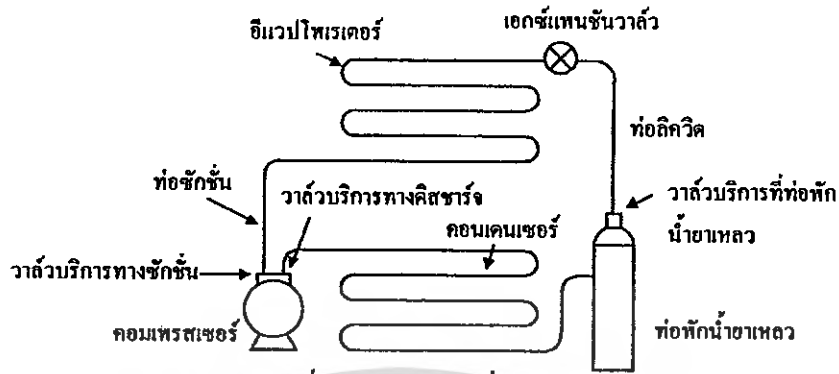 เอกซ์แพนชันวาล์ว
อีแวปโพเรเตอร์
ท่อลิควิด
ท่อซักชั่น
วาล์วบริการทางดิสชาร์จ
วาล์วบริการที่ท่อพัก
น้ำยาเหลว
คอนเดนเซอร์
วาล์วบริการทางซักชั่น
คอมเพรสเซอร์
ท่อพักน้ำยาเหลว